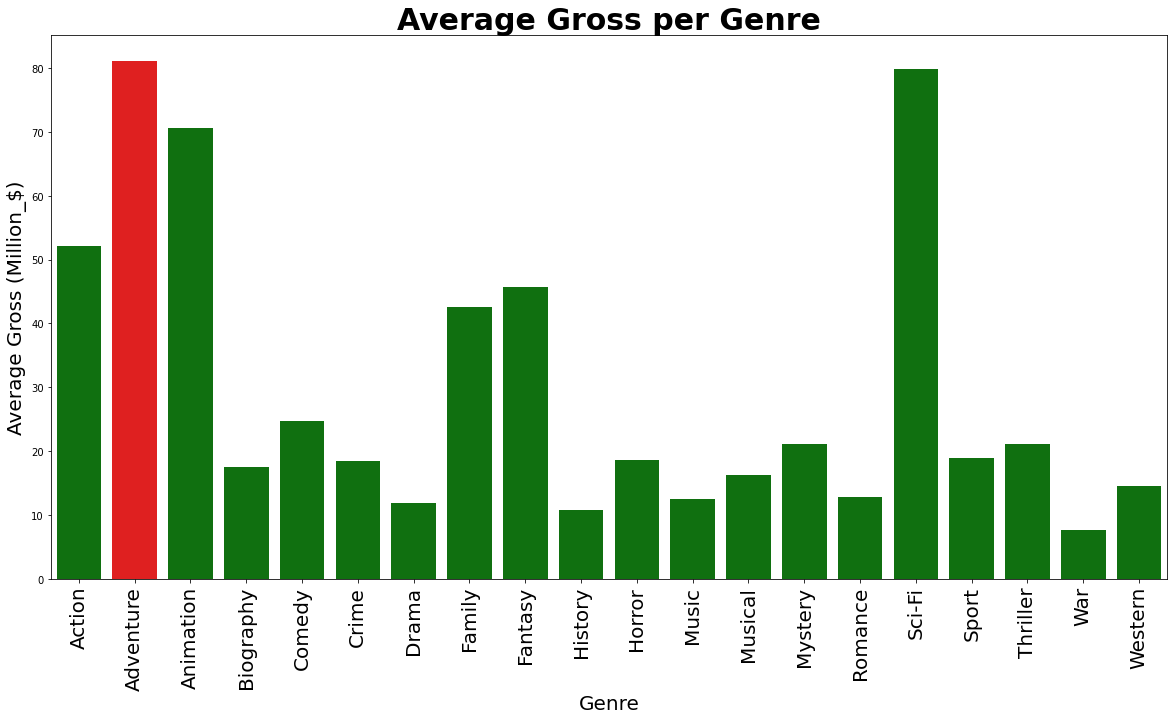 Average Gross per Genre
Average Gross (Million_$)
80
70
60
50
40
30
20
10
0
Action
Adventure
Animation
Biography
Comedy
Crime
Drama
Family
Fantasy
History
Horror
Music
Musical
Mystery
Romance
Sci-Fi
Sport
Thriller
War
Western
Genre